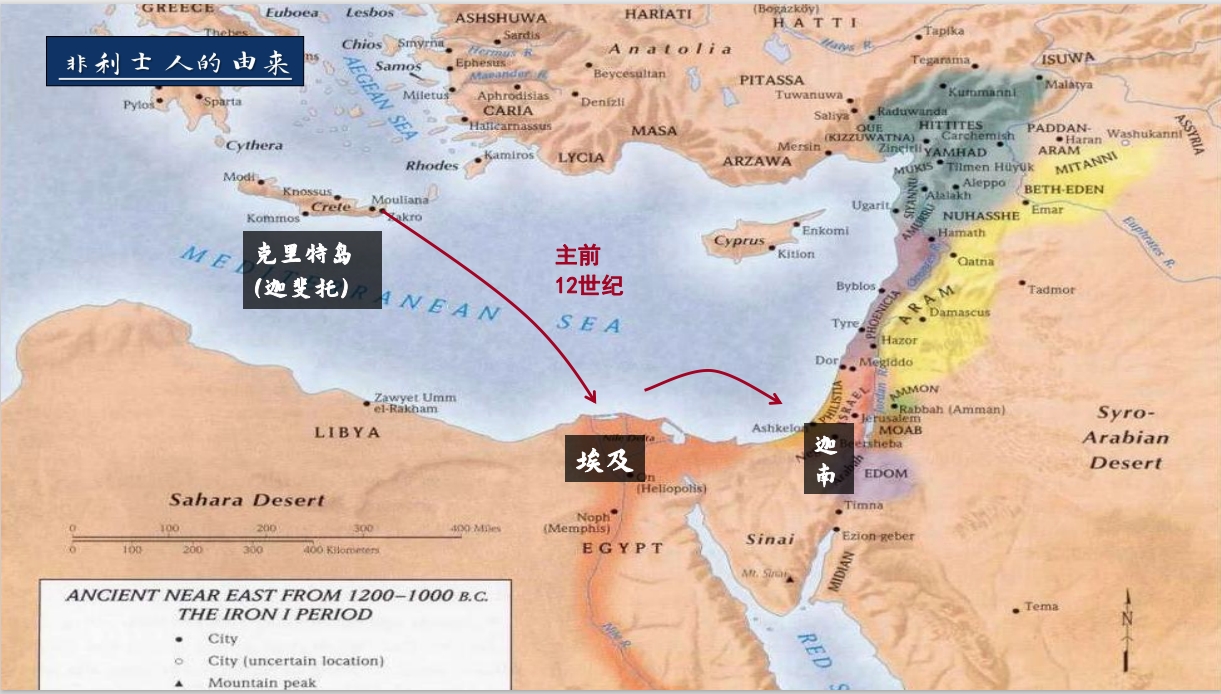 GREECE
Euboea
Lesbos
ASHSHUWA
HARIATI
(Bogazköy)
HATTI
Thebes
Sardis
Chios
Smyrna
Hermus R.
Anatolia
Halys R.
Tapika
非利士人的由来
Samos
Ephesus
Maeander R.
Beycesultan
PITASSA
Tegarama
ISUWA
AEGEAN SEA
Miletus
Aphrodisias
Denizli
Tuwanuwa
Kummanni
Malatya
Pylos
Sparta
CARIA
Halicarnassus
Saliya
Raduwanda
QUE
(KIZZUWATNA)
HITTITES
PADDAN-
ARAM
Haran
Washukanni
ASSYRIA
Cythera
MASA
Mersin
Zincirli
Carchemish
YAMHAD
Rhodes
Kamiros
LYCIA
ARZAWA
MUKIS
Tilmen Hüyük
MITANNI
Modi
Knossus
Crete
Mouliana
Zakro
Kommos
Ugarit
SIYANNU
Alalakh
Aleppo
BETH-EDEN
Emar
AMURRU
NUHASSHE
Euphrates R.
克里特岛
(迦斐托)
主前
12世纪
Cyprus
Enkomi
Kition
Hamath
Qatna
MEDITERRANEAN SEA
Byblos
PHOENICIA
ARAM
Tadmor
Damascus
Tyre
Hazor
Dor
Megiddo
Zawyet Umm
el-Rakham
LIBYA
PHILISTIA
ISRAEL
Jordan R.
AMMON
Rabbah (Amman)
Ashkelon
Jerusalem
MOAB
Beersheba
Syro-
Arabian
Desert
Nile Delta
埃及
迦
南
EDOM
On
(Heliopolis)
Sahara Desert
Noph
(Memphis)
EGYPT
Timna
Sinai
Ezion-geber
Mt. Sinai
MIDIAN
0 100 200 300 400 Miles
0 100 200 300 400 Kilometers
Nile R.
RED
Tema
N
ANCIENT NEAR EAST FROM 1200–1000 B.C.
THE IRON I PERIOD
City
City (uncertain location)
Mountain peak